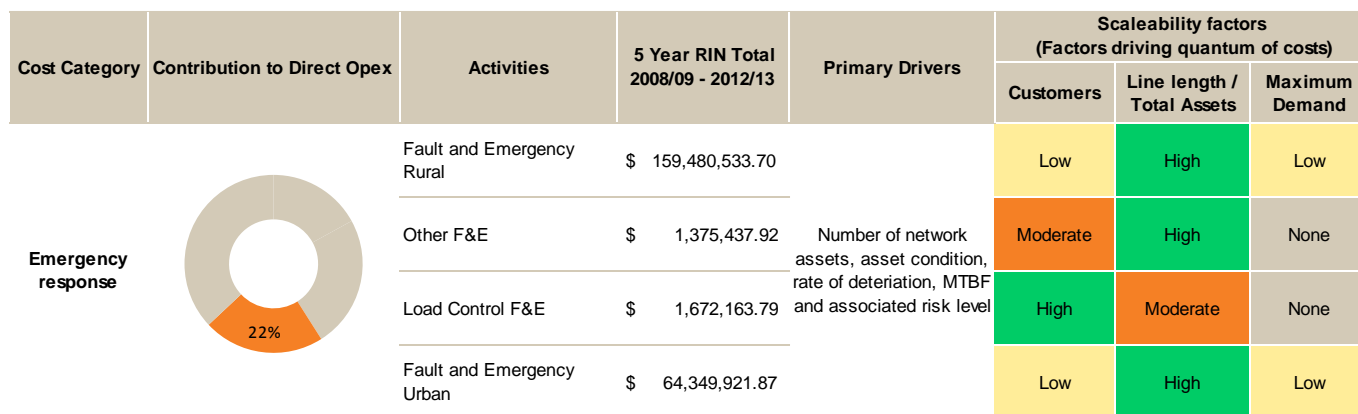 Cost Category
Contribution to Direct Opex
Activities
5 Year RIN Total
2008/09 - 2012/13
Primary Drivers
Scaleability factors
(Factors driving quantum of costs)
Customers
Line length /
Total Assets
Maximum
Demand
Emergency
response
22%
Fault and Emergency
Rural
$ 159,480,533.70
Low
High
Low
Other F&E
$ 1,375,437.92
Moderate
High
None
Number of network
assets, asset condition,
rate of deteriation, MTBF
and associated risk level
Load Control F&E
$ 1,672,163.79
High
Moderate
None
Fault and Emergency
Urban
$ 64,349,921.87
Low
High
Low